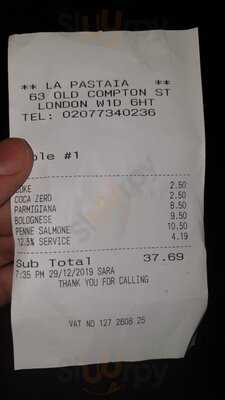 ** LA PASTAIA **
63 OLD COMPTON ST
LONDON W1D 6HT
TEL: 02077340236
ble #1
COKE 2.50
COCA ZERO 2.50
PARMIGIANA 8.50
BOLOGNESE 9.50
PENNE SALMONE 10.50
12.5% SERVICE 4.19
Sub Total 37.69
7:35 PM 29/12/2019 SARA
THANK YOU FOR CALLING
VAT NO 127 2608 25
sluurpy